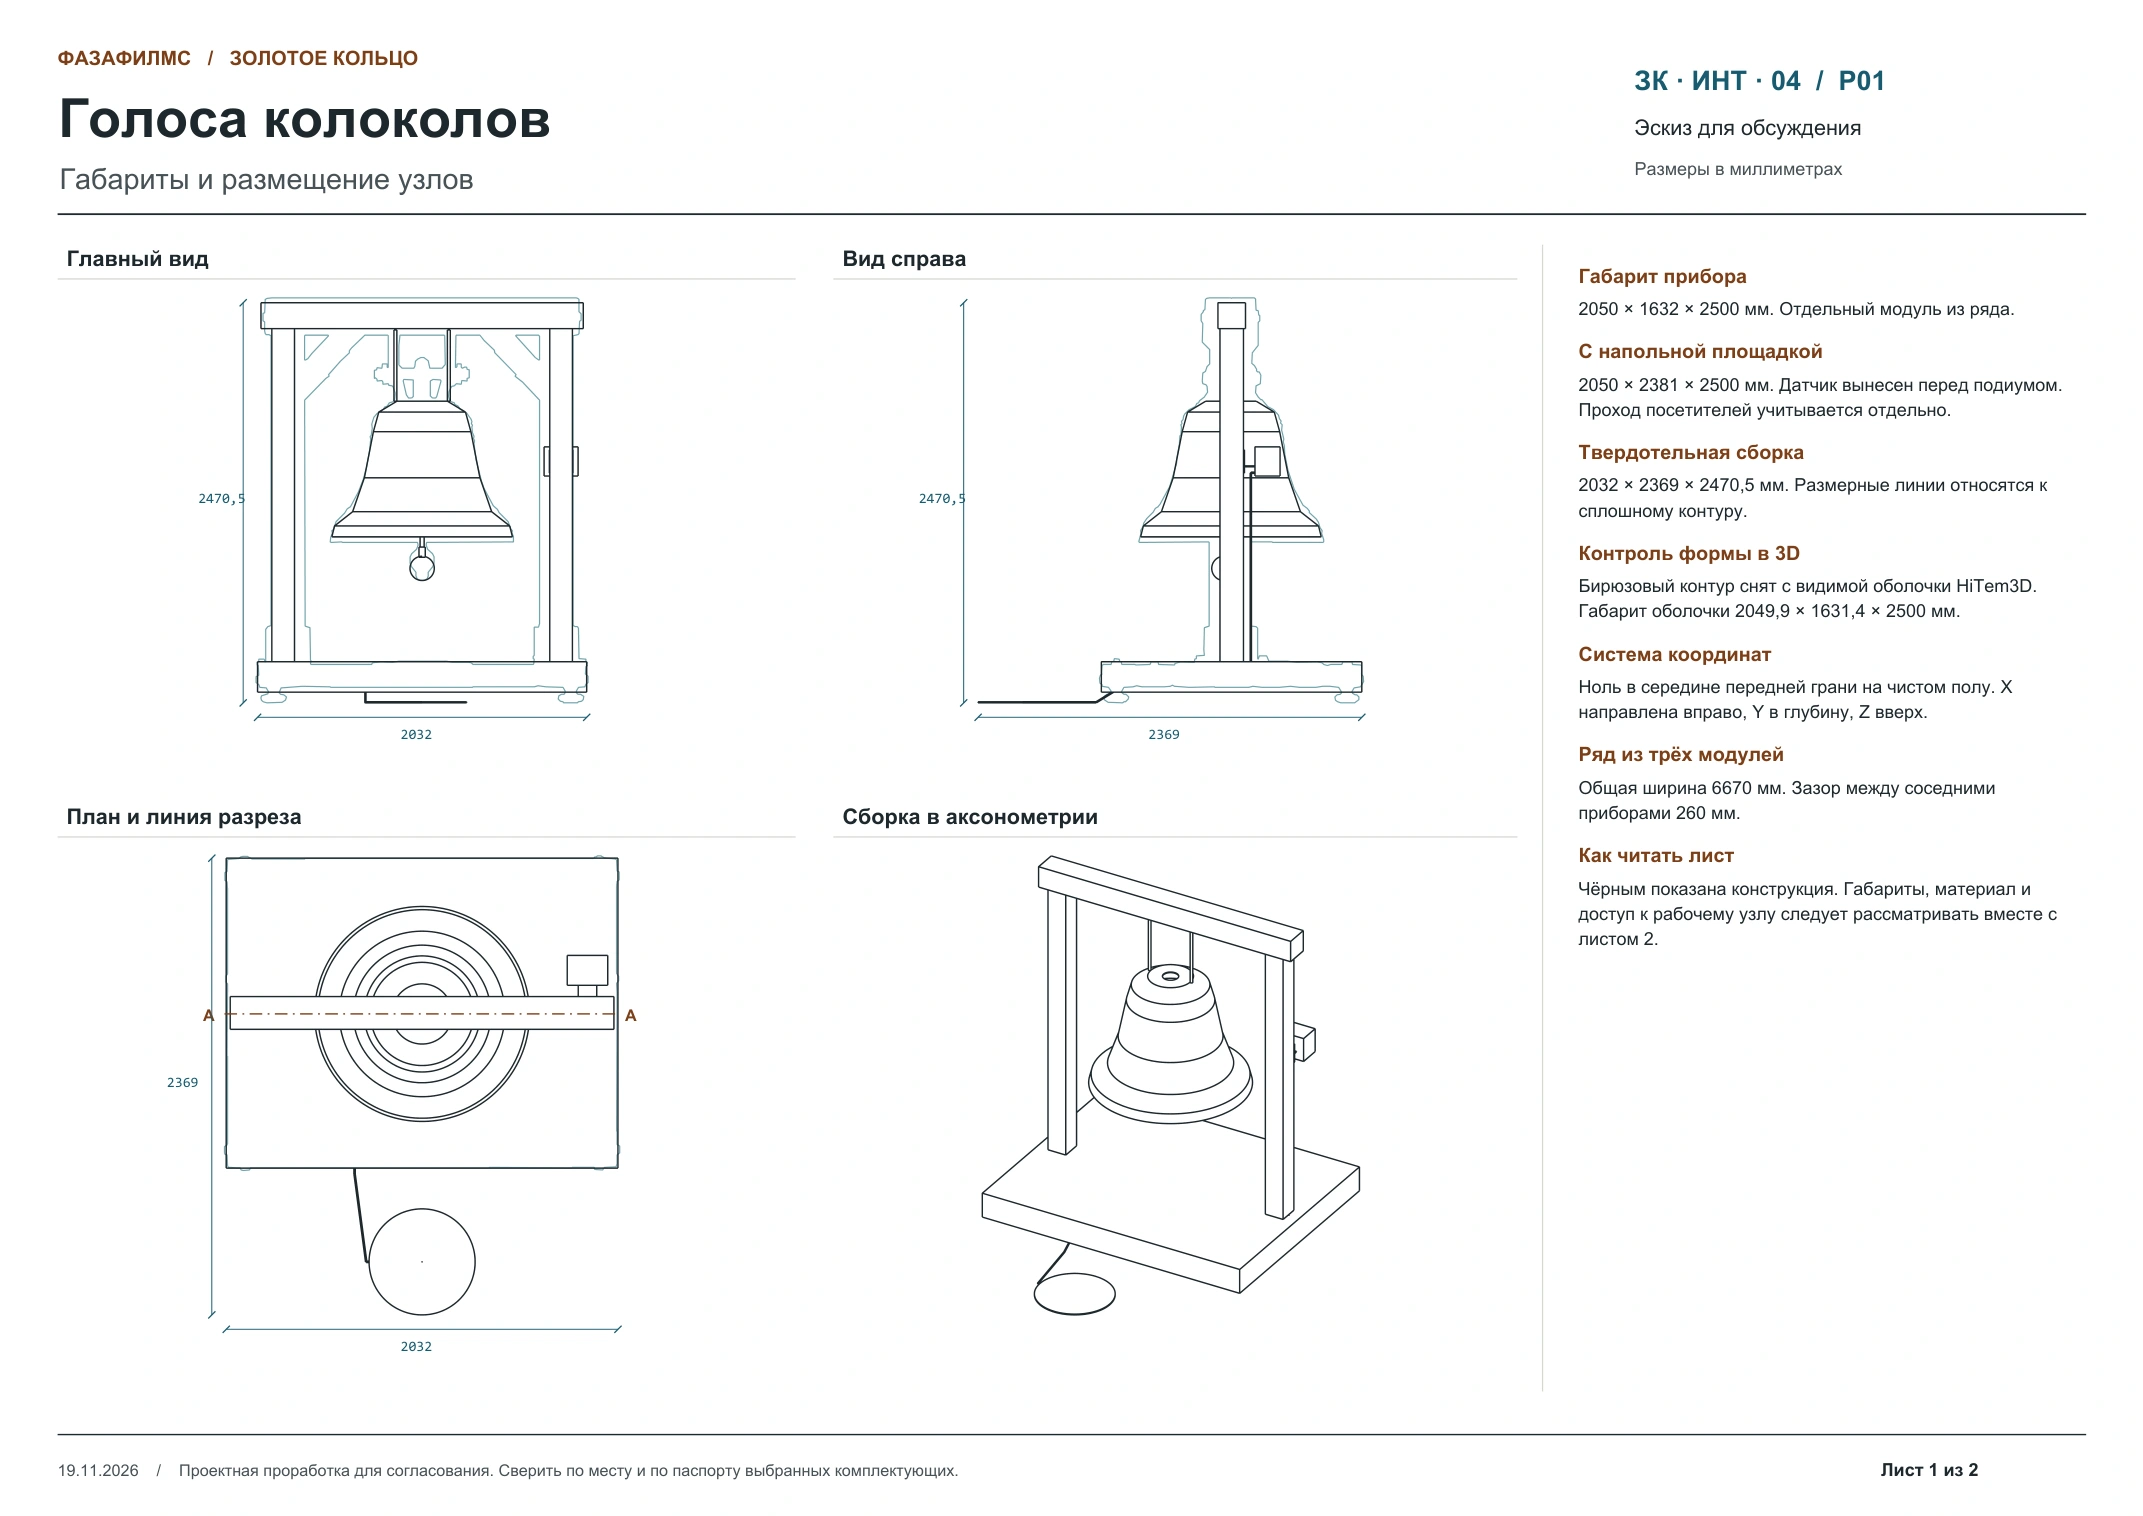 ФАЗАФИЛМС / ЗОЛОТОЕ КОЛЬЦО
Голоса колоколов
Габариты и размещение узлов
ЗК · ИНТ · 04 / P01
Эскиз для обсуждения
Размеры в миллиметрах
Главный вид
2470,5
2032
Вид справа
2470,5
2369
План и линия разреза
А
А
2369
2032
Сборка в аксонометрии
Габарит прибора
2050 × 1632 × 2500 мм. Отдельный модуль из ряда.
С напольной площадкой
2050 × 2381 × 2500 мм. Датчик вынесен перед подиумом.
Проход посетителей учитывается отдельно.
Твердотельная сборка
2032 × 2369 × 2470,5 мм. Размерные линии относятся к
сплошному контуру.
Контроль формы в 3D
Бирюзовый контур снят с видимой оболочки HiTem3D.
Габарит оболочки 2049,9 × 1631,4 × 2500 мм.
Система координат
Ноль в середине передней грани на чистом полу. X
направлена вправо, Y в глубину, Z вверх.
Ряд из трёх модулей
Общая ширина 6670 мм. Зазор между соседними
приборами 260 мм.
Как читать лист
Чёрным показана конструкция. Габариты, материал и
доступ к рабочему узлу следует рассматривать вместе с
листом 2.
19.11.2026 / Проектная проработка для согласования. Сверить по месту и по паспорту выбранных комплектующих.
Лист 1 из 2